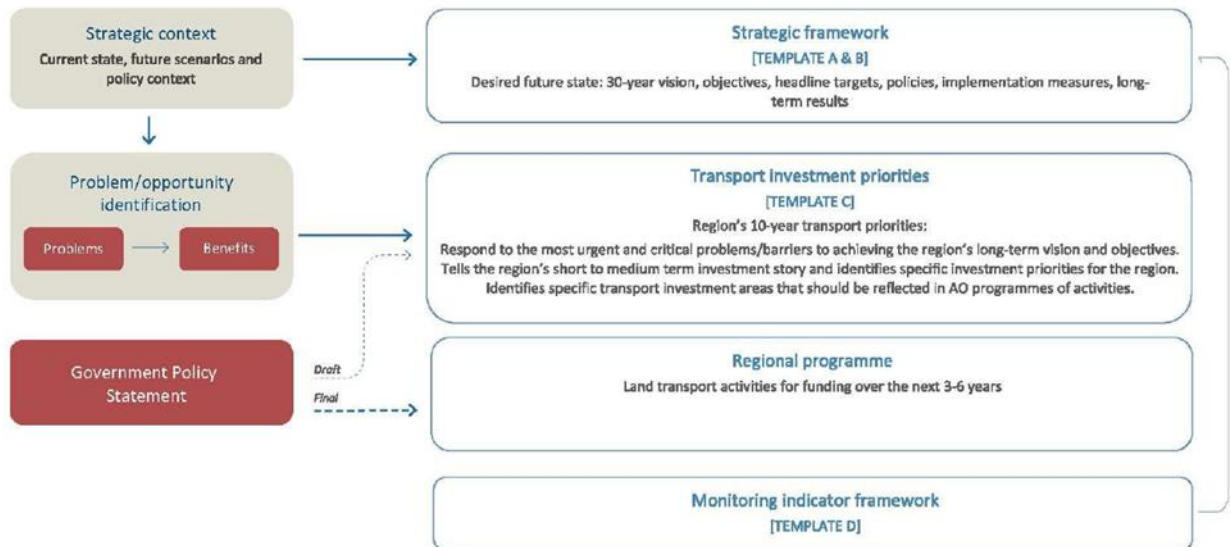 Strategic context
Current state, future scenarios and
policy context
Strategic framework
[TEMPLATE A & B]
Desired future state: 30-year vision, objectives, headline targets, policies, implementation measures, long-
term results
Problem/opportunity
identification
Problems
Benefits
Transport investment priorities
[TEMPLATE C]
Region's 10-year transport priorities:
Respond to the most urgent and critical problems/barriers to achieving the region's long-term vision and objectives.
Tells the region's short to medium term investment story and identifies specific investment priorities for the region.
Identifies specific transport investment areas that should be reflected in AO programmes of activities.
Government Policy
Statement
Draft
Final
Regional programme
Land transport activities for funding over the next 3-6 years
Monitoring indicator framework
[TEMPLATE D]